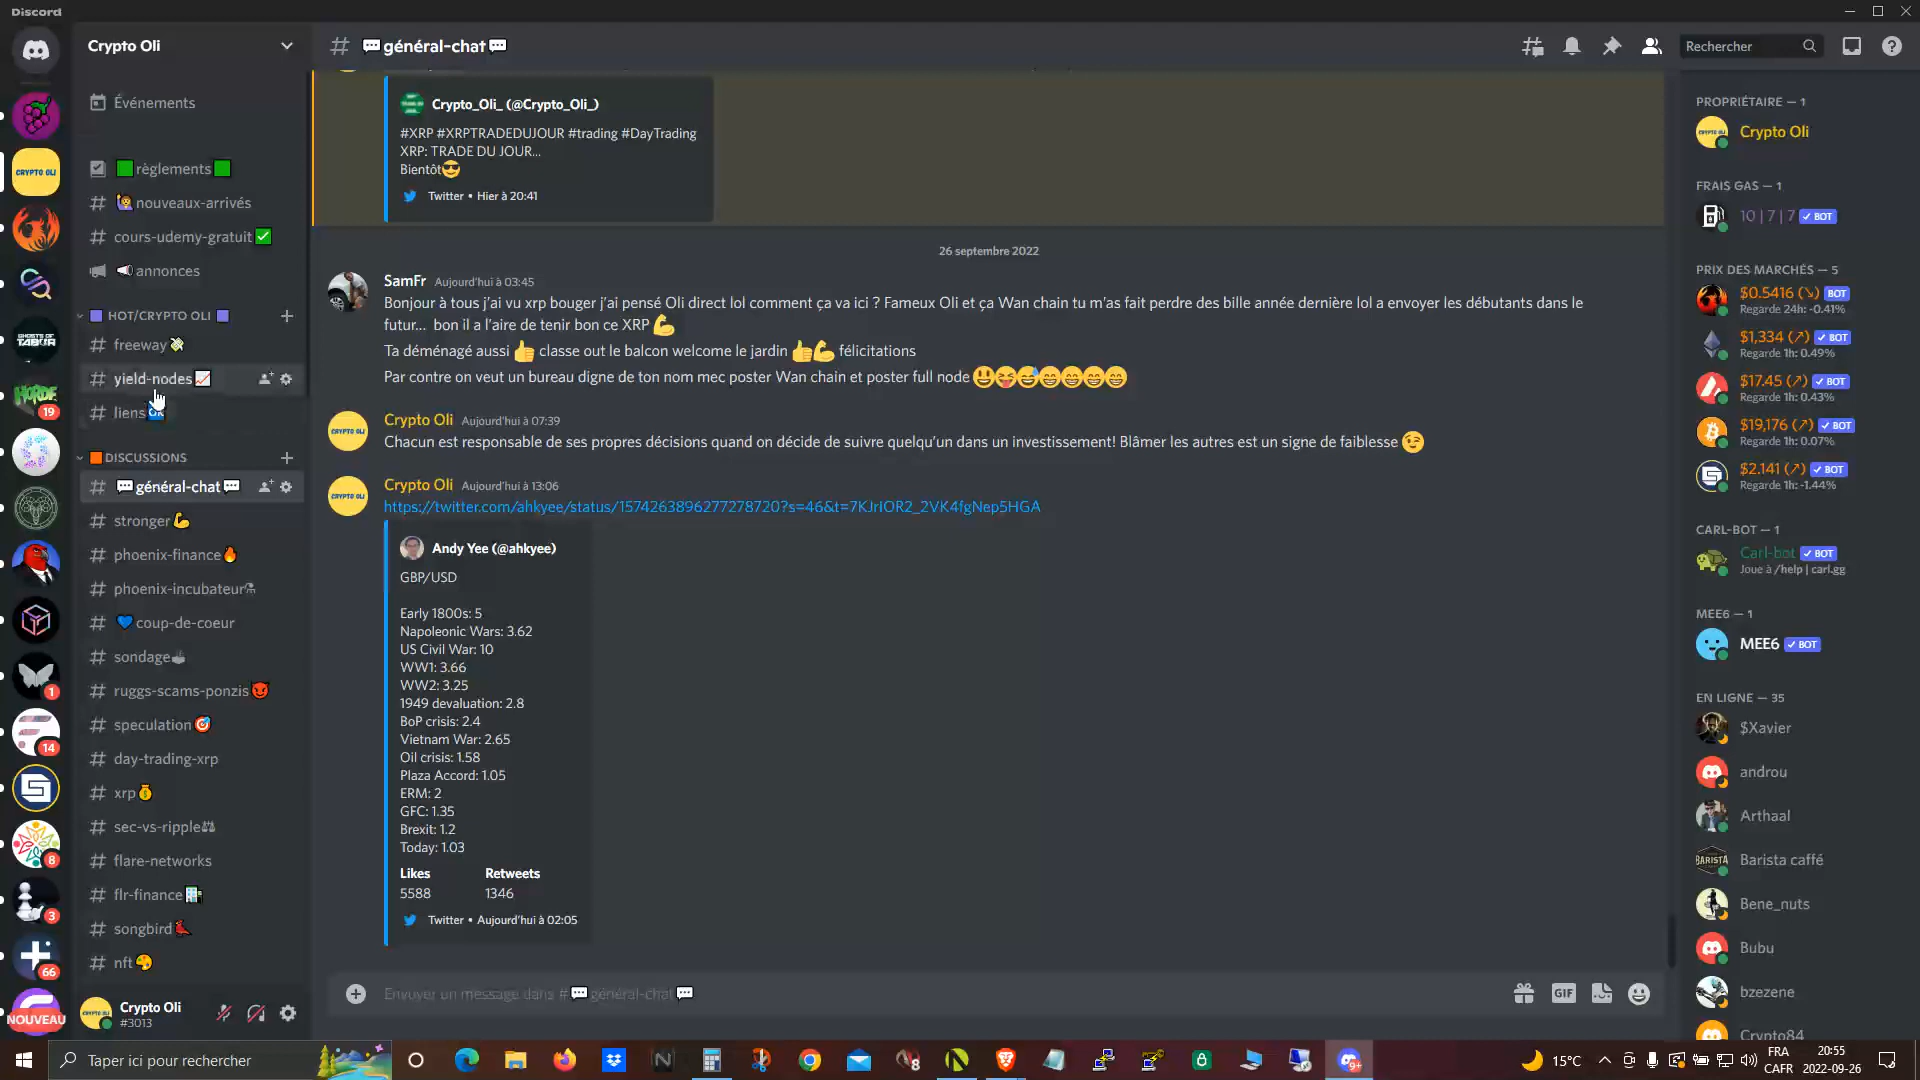 Discord
Crypto Oli
Événements
règlements
nouveaux-arrivés
cours-udemy-gratuit
annonces
HOT/CRYPTO OLI
freeway
yield-nodes
liens
DISCUSSIONS
général-chat
stronger
phoenix-finance
phoenix-incubateur
coup-de-coeur
sondage
ruggs-scams-ponzis
speculation
day-trading-xrp
xrp
sec-vs-ripple
flare-networks
flr-finance
songbird
nft
Crypto Oli
#3013
CRYPTO OLI
GHOSTS OF TABOR
HORDE
19
1
14
8
3
66
NOUVEAU
général-chat
Rechercher
Crypto_Oli_ (@Crypto_Oli_)
#XRP #XRPTRADEDUJOUR #trading #DayTrading
XRP: TRADE DU JOUR...
Bientôt😎
Twitter • Hier à 20:41
26 septembre 2022
SamFr Aujourd'hui à 03:45
Bonjour à tous j'ai vu xrp bouger j'ai pensé Oli direct lol comment ça va ici ? Fameux Oli et ça Wan chain tu m'as fait perdre des bille année dernière lol a envoyer les débutants dans le
futur... bon il a l'aire de tenir bon ce XRP 💪
Ta déménagé aussi 👍 classe out le balcon welcome le jardin 👍💪 félicitations
Par contre on veut un bureau digne de ton nom mec poster Wan chain et poster full node 😃😝😅😁😁😁😁
Crypto Oli Aujourd'hui à 07:39
Chacun est responsable de ses propres décisions quand on décide de suivre quelqu'un dans un investissement! Blâmer les autres est un signe de faiblesse 😉
Crypto Oli Aujourd'hui à 13:06
https://twitter.com/ahkyee/status/1574263896277278720?s=46&t=7KJrIOR2_2VK4fgNep5HGA
Andy Yee (@ahkyee)
GBP/USD
Early 1800s: 5
Napoleonic Wars: 3.62
US Civil War: 10
WW1: 3.66
WW2: 3.25
1949 devaluation: 2.8
BoP crisis: 2.4
Vietnam War: 2.65
Oil crisis: 1.58
Plaza Accord: 1.05
ERM: 2
GFC: 1.35
Brexit: 1.2
Today: 1.03
Likes Retweets
5588 1346
Twitter • Aujourd'hui à 02:05
Envoyer un message dans #général-chat
GIF
PROPRIÉTAIRE — 1
Crypto Oli
FRAIS GAS — 1
10 | 7 | 7 BOT
PRIX DES MARCHÉS — 5
$0.5416 (↘) BOT
Regarde 24h: -0.41%
$1,334 (↗) BOT
Regarde 1h: 0.49%
$17.45 (↗) BOT
Regarde 1h: 0.43%
$19,176 (↗) BOT
Regarde 1h: 0.07%
$2.141 (↗) BOT
Regarde 1h: -1.44%
CARL-BOT — 1
Carl-bot BOT
Joue à /help | carl.gg
MEE6 — 1
MEE6 BOT
EN LIGNE — 35
$Xavier
androu
Arthaal
BARISTA
Barista caffé
Bene_nuts
Bubu
bzezene
Crypto84
Taper ici pour rechercher
9+
15°C
FRA
CAFR
20:55
2022-09-26